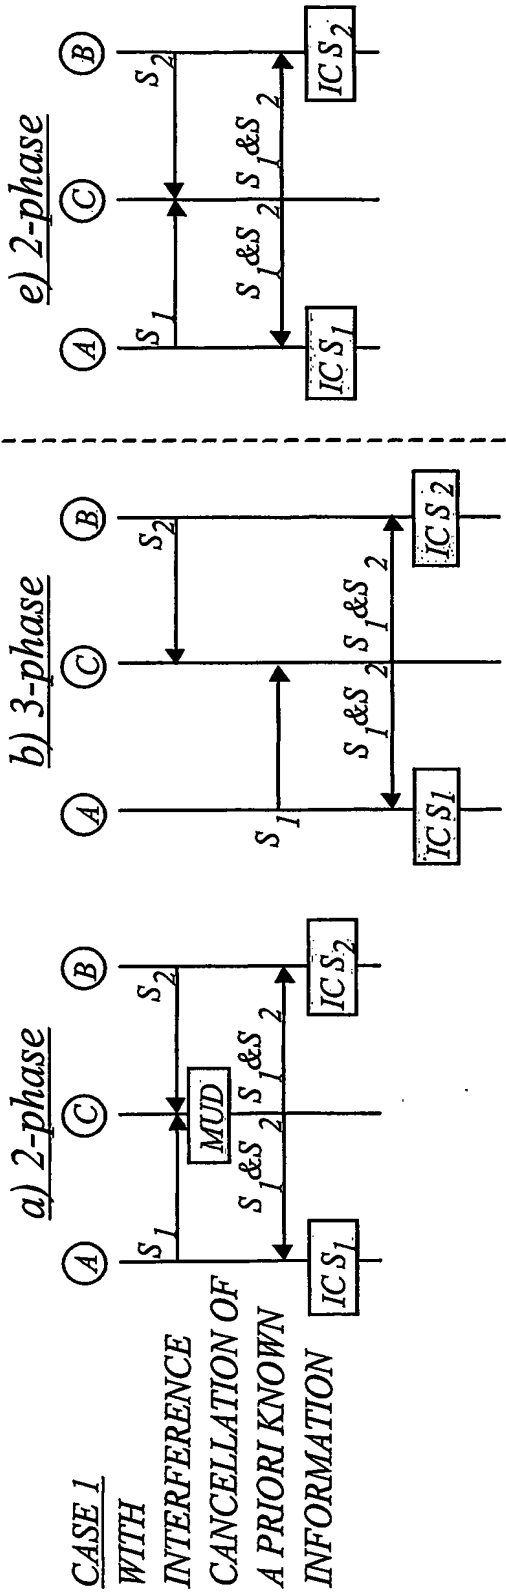 CASE 1
WITH
INTERFERENCE
CANCELLATION OF
A PRIORI KNOWN
INFORMATION
a) 2-phase
A C B
S1 S2
MUD
S1&S2 S1&S2
IC S1 IC S2
b) 3-phase
A C B
S2
S1
S1&S2 S1&S2
IC S1 IC S2
e) 2-phase
A C B
S1 S2
S1&S2 S1&S2
IC S1 IC S2